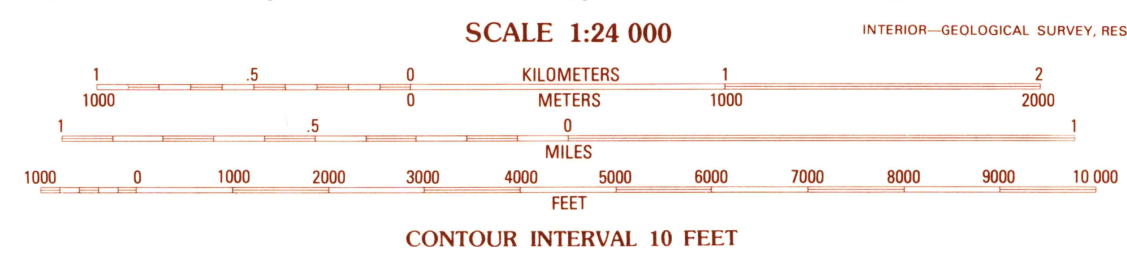 SCALE 1:24 000
INTERIOR—GEOLOGICAL SURVEY, RES
1 .5 0 KILOMETERS 1 2
1000 0 METERS 1000 2000
1 .5 0 1
MILES
1000 0 1000 2000 3000 4000 5000 6000 7000 8000 9000 10 000
FEET
CONTOUR INTERVAL 10 FEET